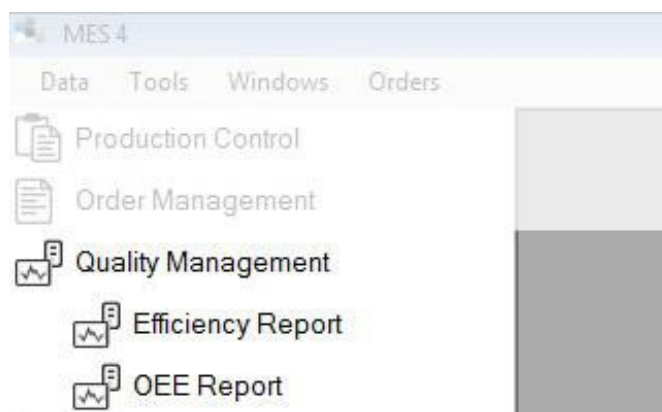 MES 4
Data Tools Windows Orders
Production Control
Order Management
Quality Management
Efficiency Report
OEE Report